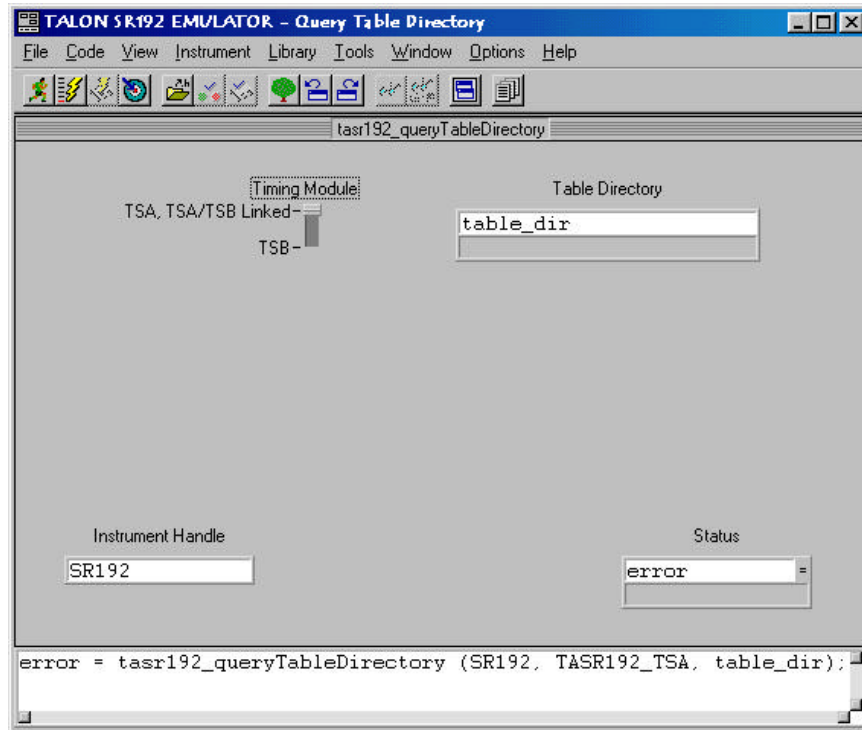 TALON SR192 EMULATOR - Query Table Directory
File Code View Instrument Library Tools Window Options Help
tasr192_queryTableDirectory
Timing Module
TSA, TSA/TSB Linked
TSB
Table Directory
table_dir
Instrument Handle
SR192
Status
error =
error = tasr192_queryTableDirectory (SR192, TASR192_TSA, table_dir);